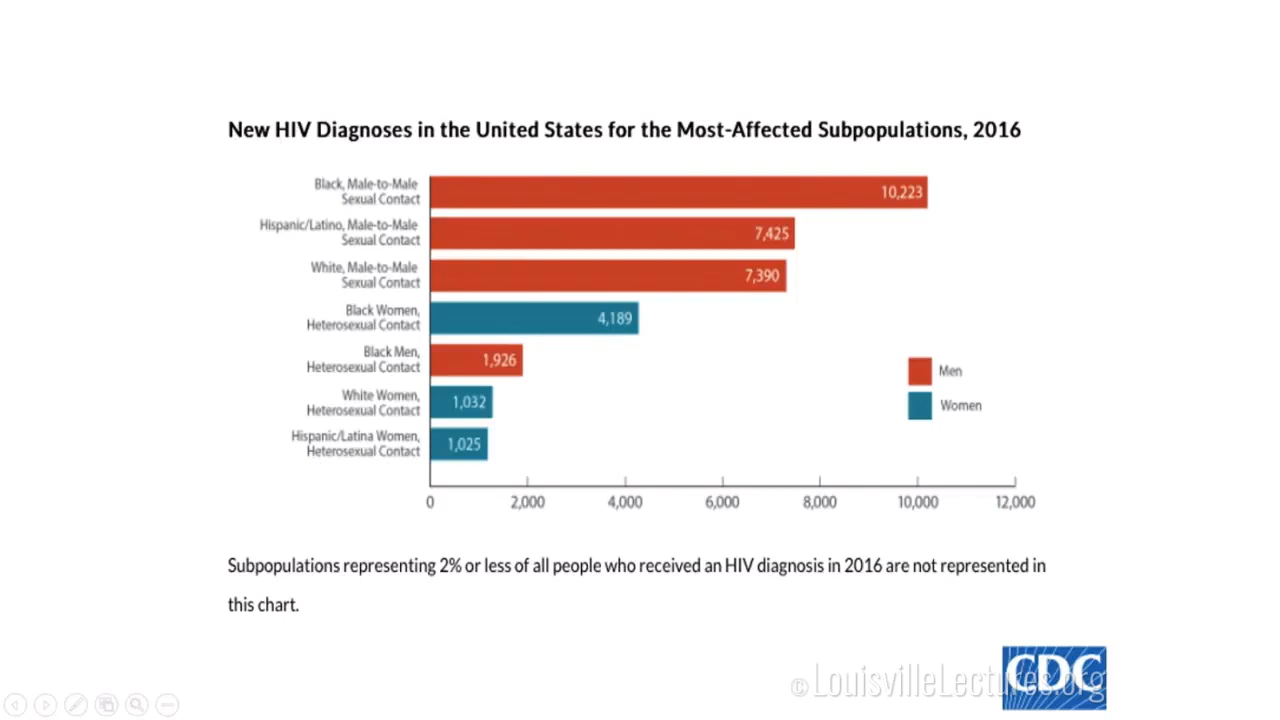 New HIV Diagnoses in the United States for the Most-Affected Subpopulations, 2016
Black, Male-to-Male
Sexual Contact
10,223
Hispanic/Latino, Male-to-Male
Sexual Contact
7,425
White, Male-to-Male
Sexual Contact
7,390
Black Women,
Heterosexual Contact
4,189
Black Men,
Heterosexual Contact
1,926
White Women,
Heterosexual Contact
1,032
Hispanic/Latina Women,
Heterosexual Contact
1,025
Men
Women
0 2,000 4,000 6,000 8,000 10,000 12,000
Subpopulations representing 2% or less of all people who received an HIV diagnosis in 2016 are not represented in
this chart.
CDC
© LouisvilleLectures.org